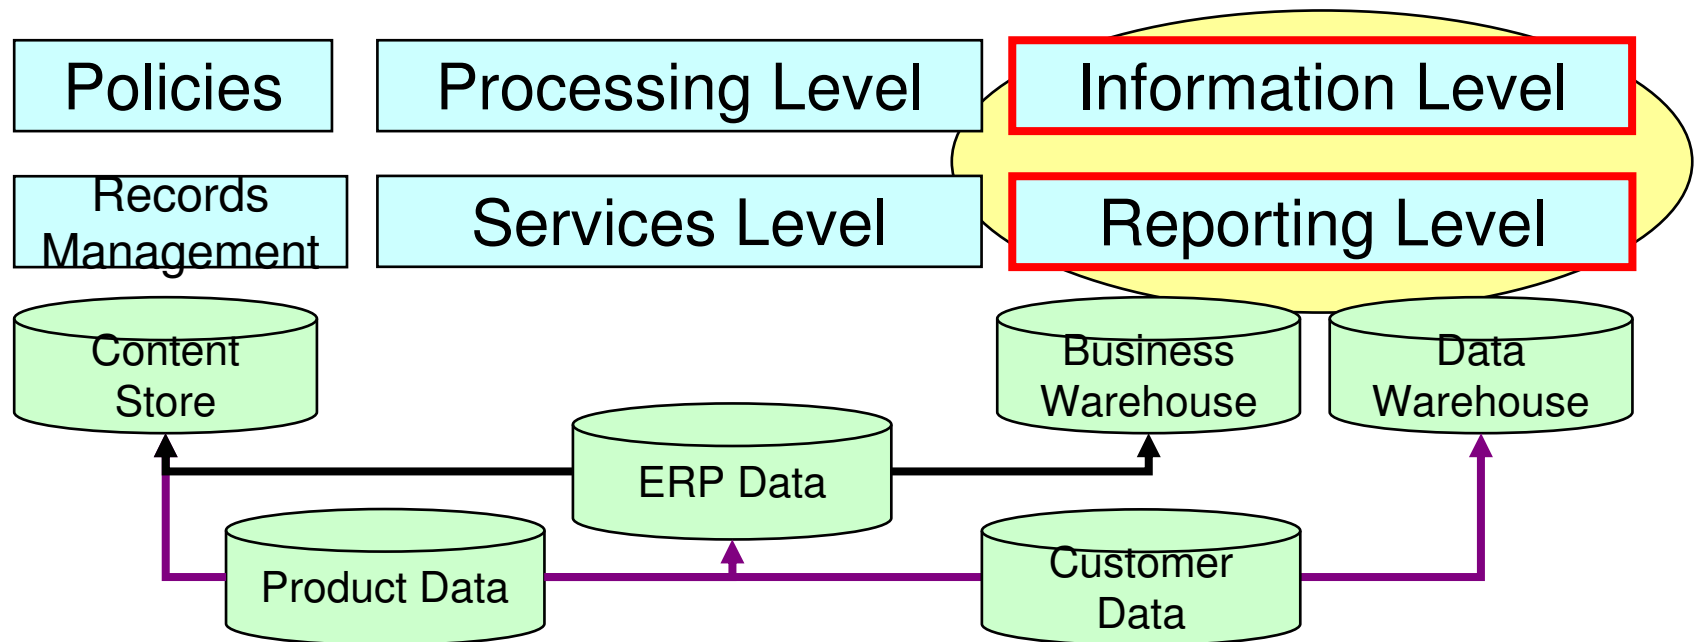 Policies
Processing Level
Information Level
Records
Management
Services Level
Reporting Level
Content
Store
Business
Warehouse
Data
Warehouse
ERP Data
Product Data
Customer
Data